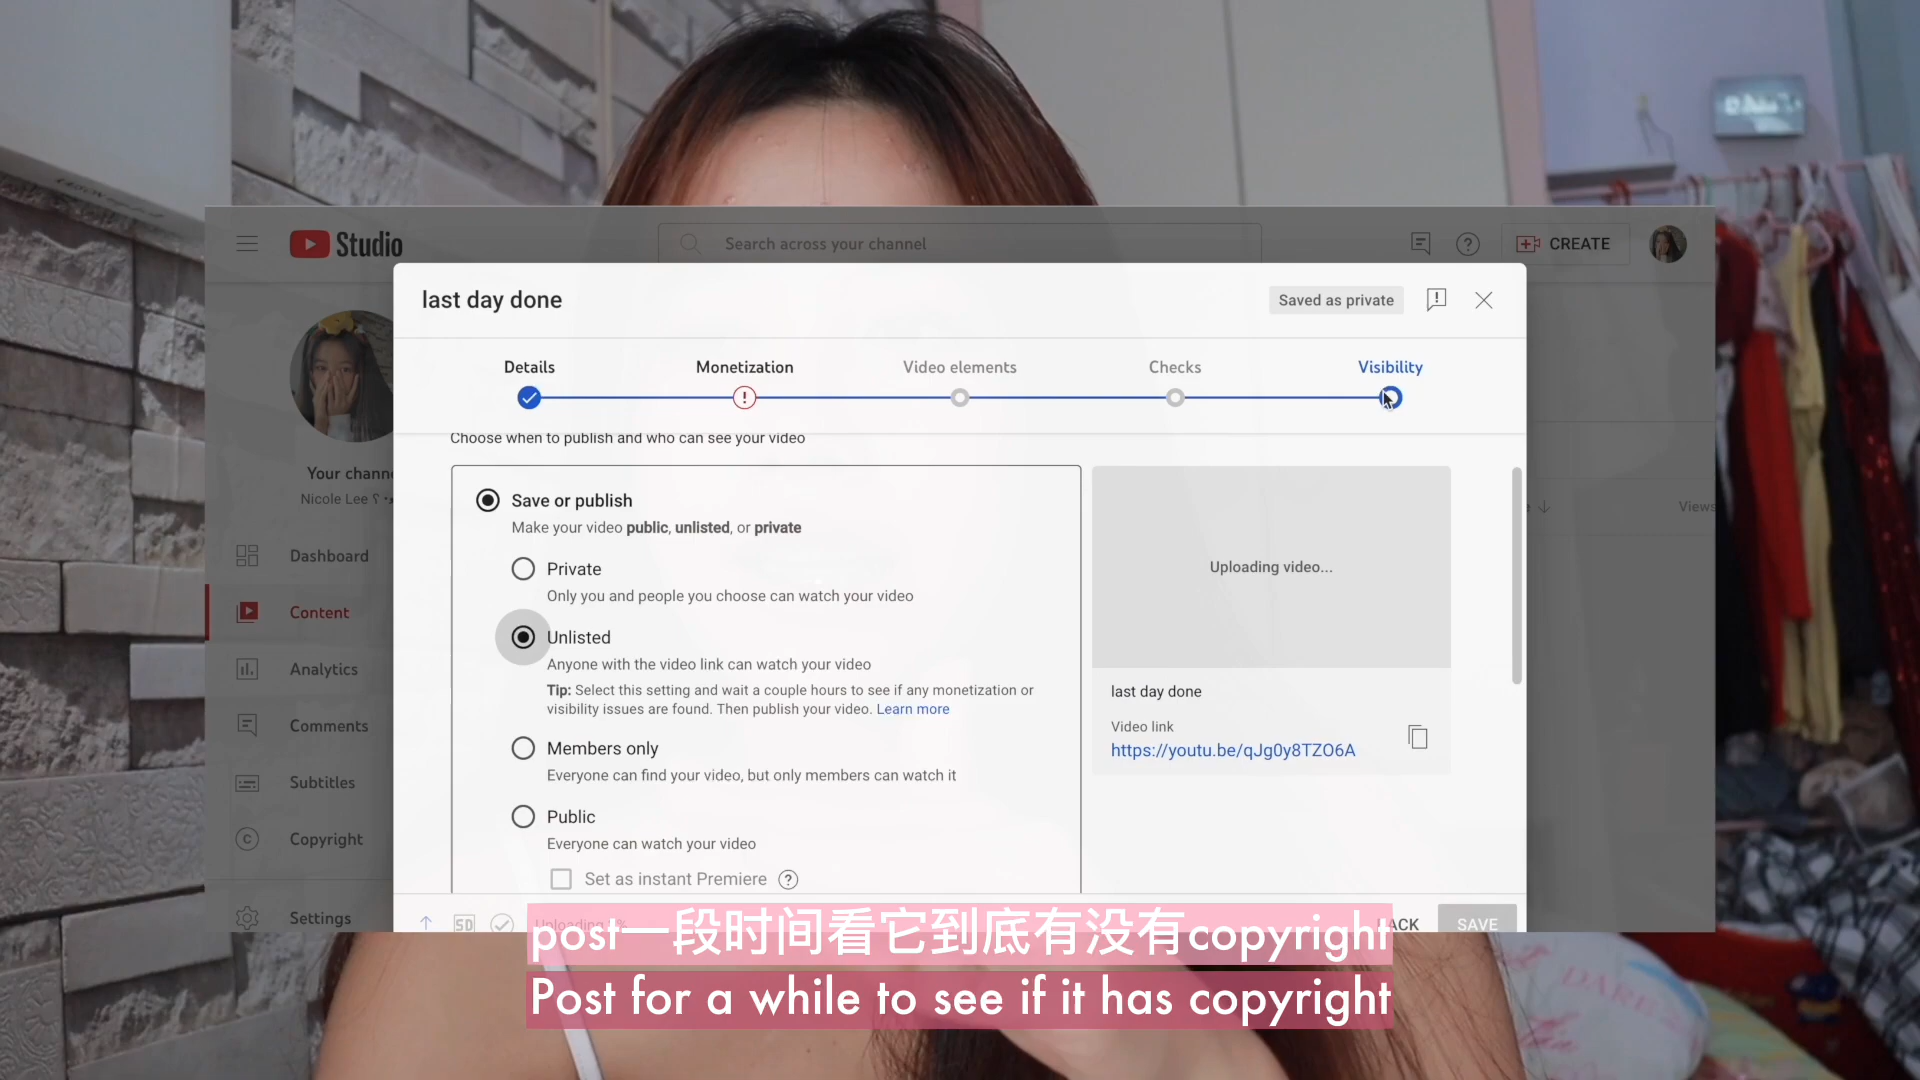 Studio
Search across your channel
CREATE
last day done
Saved as private
Details
Monetization
Video elements
Checks
Visibility
Choose when to publish and who can see your video
Your channe
Nicole Lee
Dashboard
Content
Analytics
Comments
Subtitles
Copyright
Settings
Save or publish
Make your video public, unlisted, or private
Private
Only you and people you choose can watch your video
Unlisted
Anyone with the video link can watch your video
Tip: Select this setting and wait a couple hours to see if any monetization or
visibility issues are found. Then publish your video. Learn more
Members only
Everyone can find your video, but only members can watch it
Public
Everyone can watch your video
Set as instant Premiere
Uploading video...
last day done
Video link
https://youtu.be/qJg0y8TZO6A
Views
SD
Uploading
ACK
SAVE
post一段时间看它到底有没有copyright
Post for a while to see if it has copyright